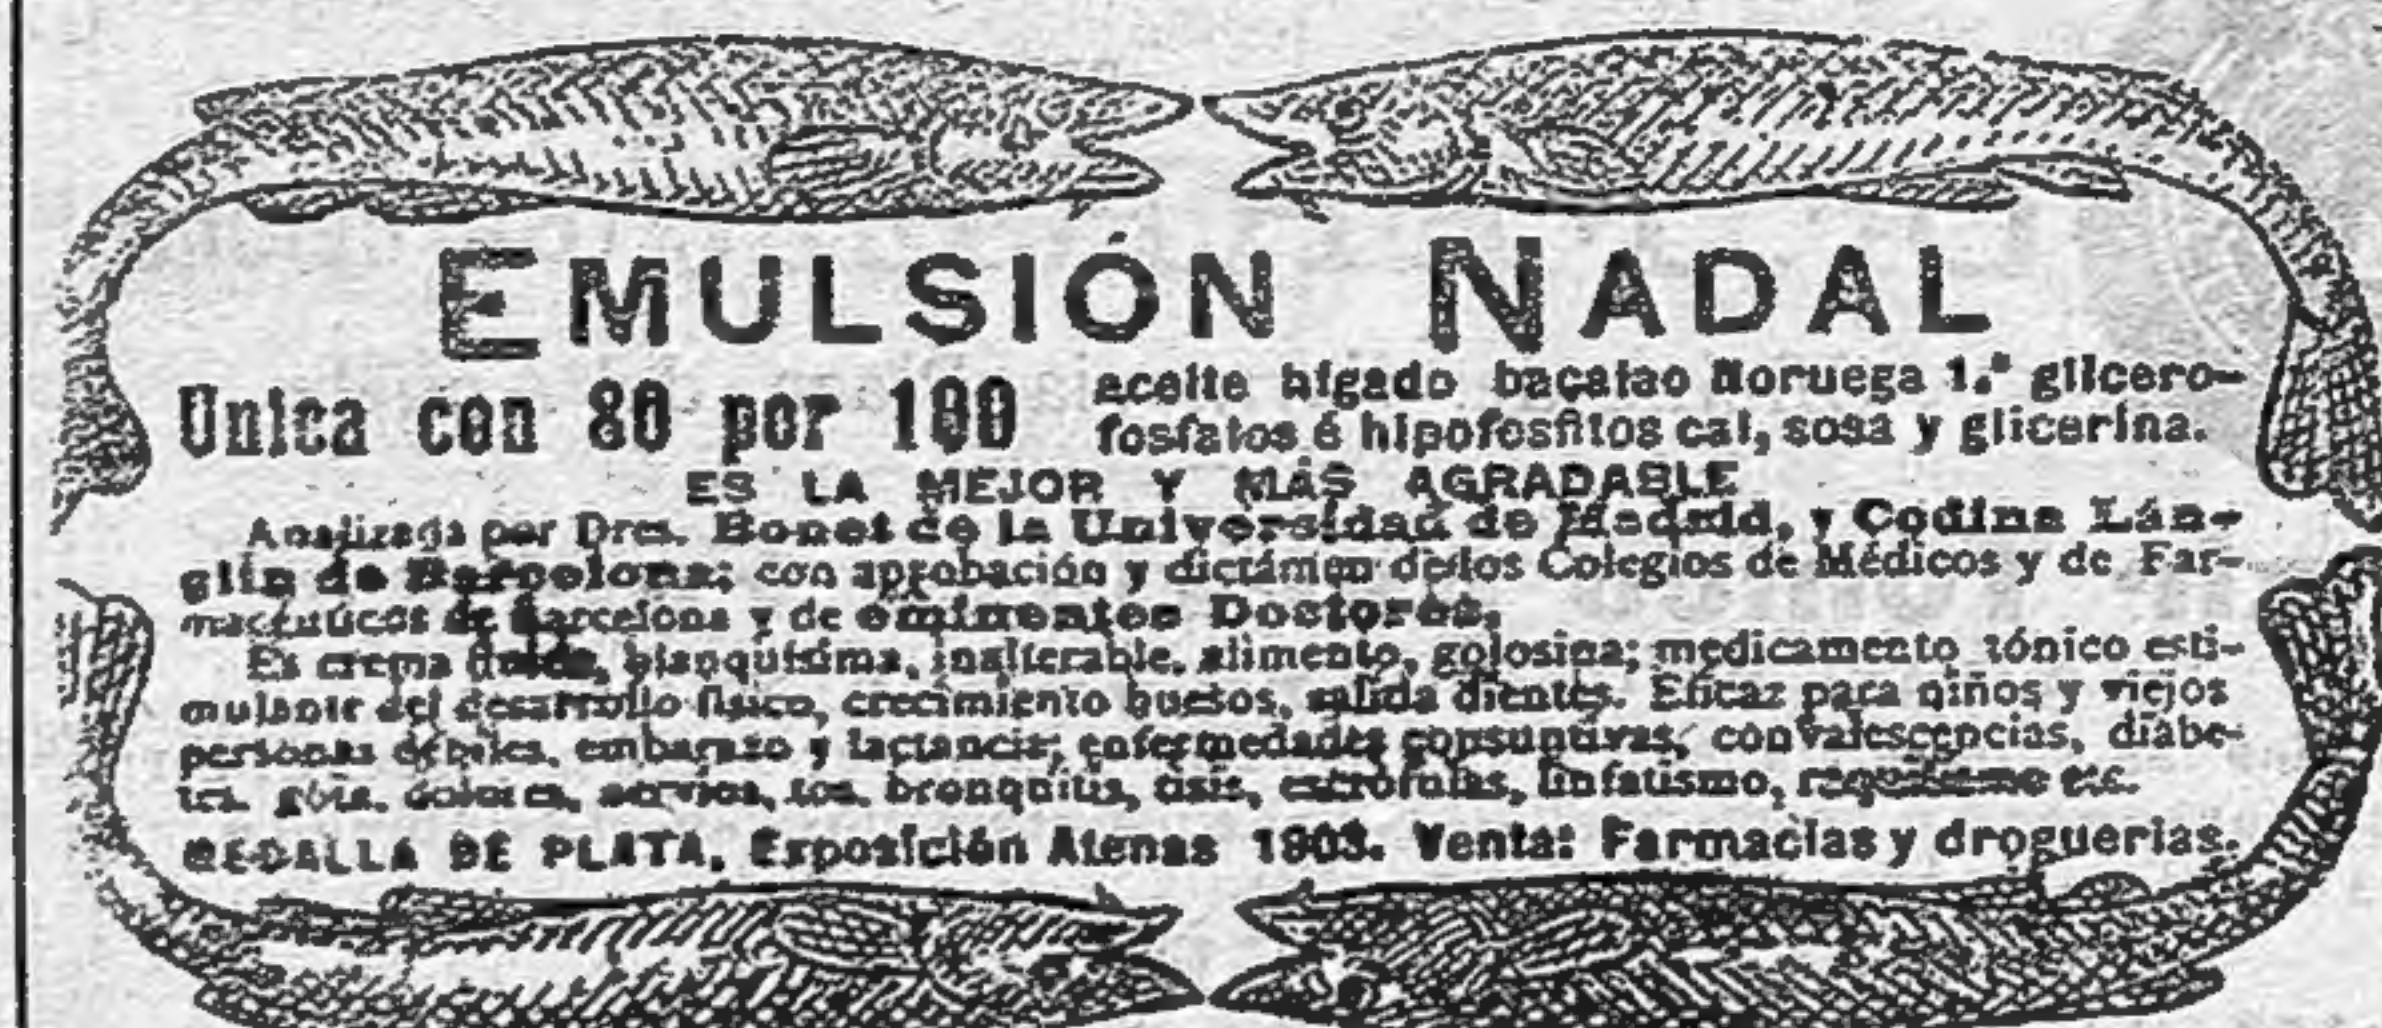 EMULSIÓN NADAL
Unica con 80 por 100
aceite hígado bacalao Noruega 1.ª glicero-
fosfatos é hipofosfitos cal, sosa y glicerina.
ES LA MEJOR Y MÁS AGRADABLE
Analizada por Dres. Bonet de la Universidad de Madrid, y Codina Lán-
glin de Barcelona; con aprobación y dictámen de los Colegios de Médicos y de Far-
macéuticos de Barcelona y de eminentes Doctores.
Es crema fluida, blanquísima, inalterable, alimento, golosina; medicamento tónico esti-
mulante del desarrollo físico, crecimiento huesos, salida dientes. Eficaz para niños y viejos
personas débiles, embarazo y lactancia; enfermedades consuntivas, convalescencias, diabe-
tes, gota, dolores, nervios, tos, bronquitis, tisis, escrófulas, linfatismo, etc.
MEDALLA DE PLATA, Exposición Atenas 1903. Venta: Farmacias y droguerias.